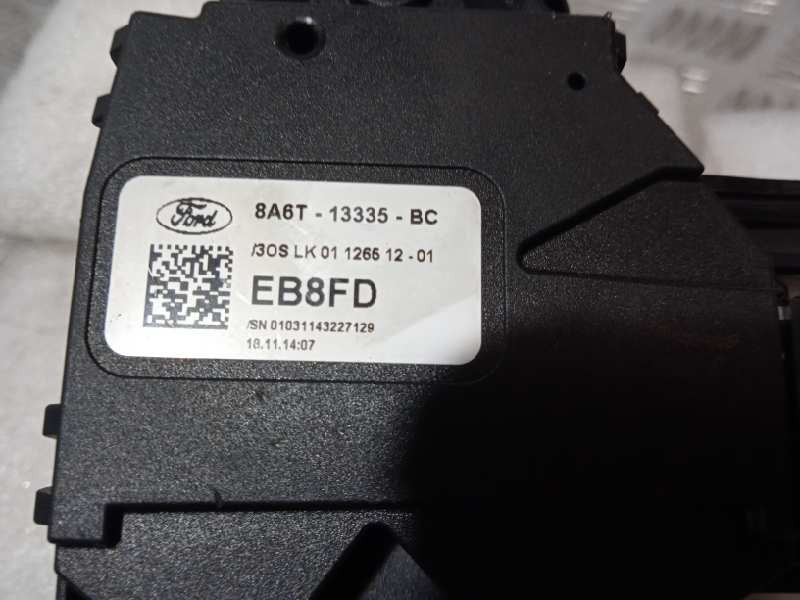 Ford
8A6T - 13335 - BC
/3OS LK 01 1266 12 - 01
EB8FD
/SN 01031143227129
18.11.14:07